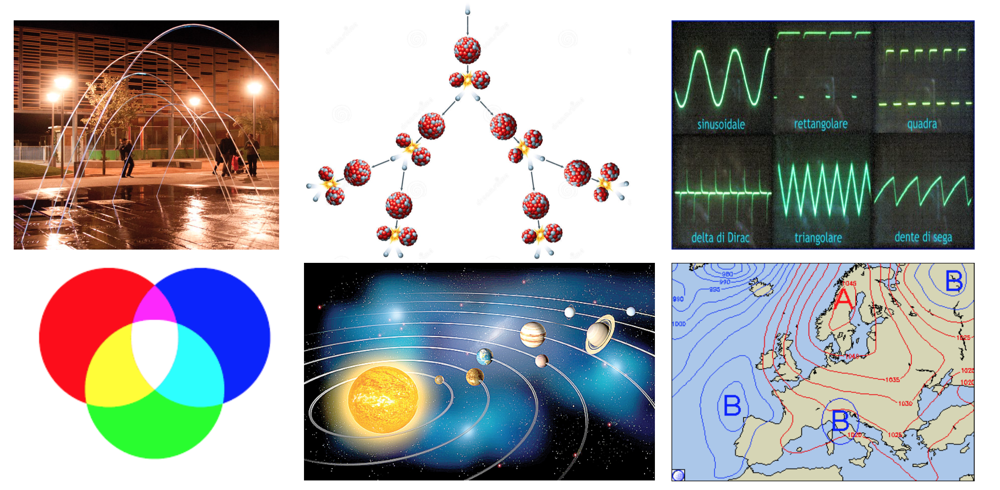 sinusoidale
rettangolare
quadra
delta di Dirac
triangolare
dente di sega
980
990
995
990
1000
1045
A
B
1025
1040
1025
1035
1020
1030
B
B
1020
1025